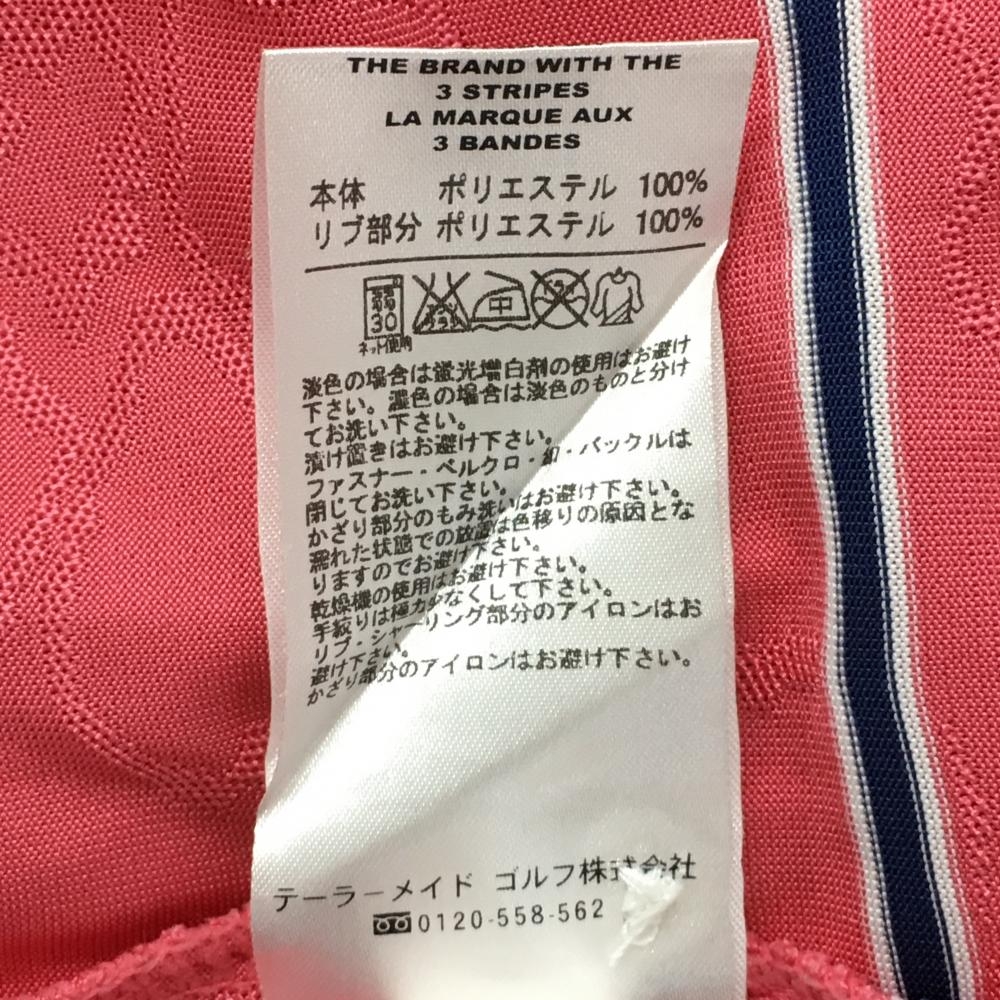 THE BRAND WITH THE
3 STRIPES
LA MARQUE AUX
3 BANDES
本体 ポリエステル 100%
リブ部分 ポリエステル 100%
30
中
ネット使用
淡色の場合は蛍光増白剤の使用はお避け
下さい。濃色の場合は淡色のものと分け
てお洗い下さい。
漬け置きはお避け下さい。
ファスナー・ベルクロ・釦・バックルは
閉じてお洗い下さい。
かざり部分のもみ洗いはお避け下さい。
濡れた状態での放置は色移りの原因とな
りますのでお避け下さい。
乾燥機の使用はお避け下さい。
手絞りは極力少なくして下さい。
リブ・シャーリング部分のアイロンはお
避け下さい。
かざり部分のアイロンはお避け下さい。
テーラーメイド ゴルフ株式会社
0120-558-562